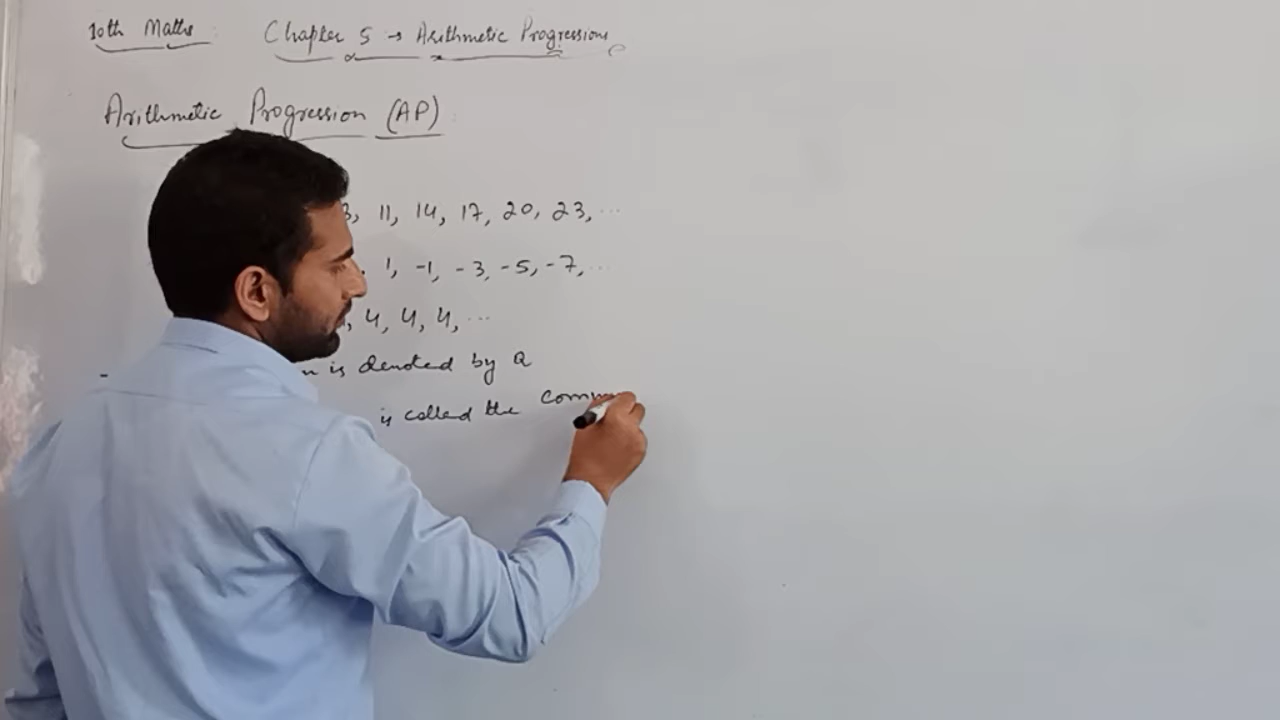 10th Maths : Chapter 5 → Arithmetic Progressions
Arithmetic Progression (AP) :
3, 11, 14, 17, 20, 23, ...
1, -1, -3, -5, -7, ...
, 4, 4, 4, ...
- is denoted by a
is called the comm